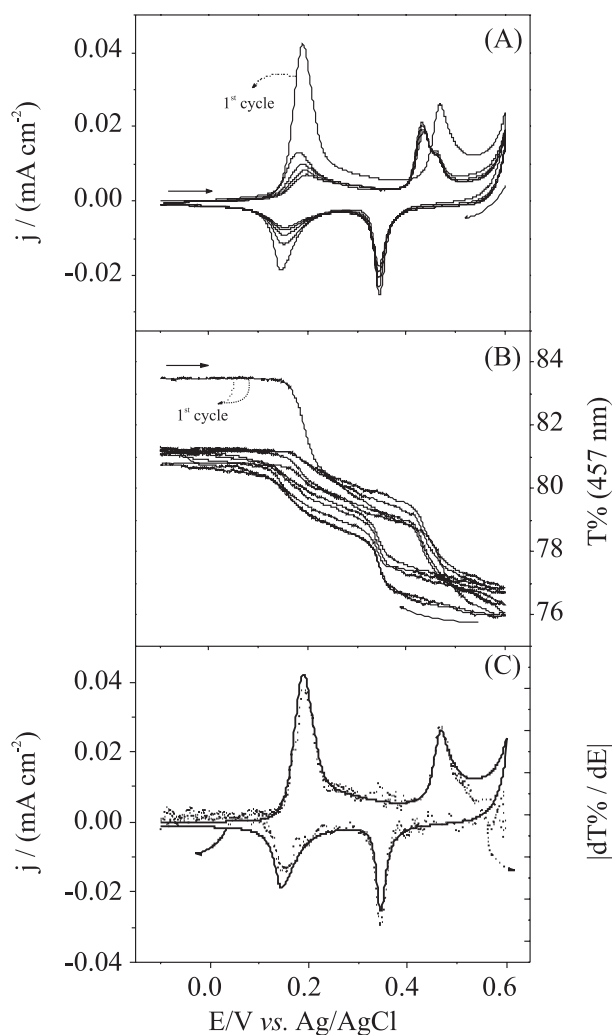 (A)
1st cycle
0.04
0.02
0.00
-0.02
j / (mA cm-2)
(B)
1st cycle
84
82
80
78
76
T% (457 nm)
(C)
0.04
0.02
0.00
-0.02
-0.04
j / (mA cm-2)
|dT% / dE|
0.0 0.2 0.4 0.6
E/V vs. Ag/AgCl